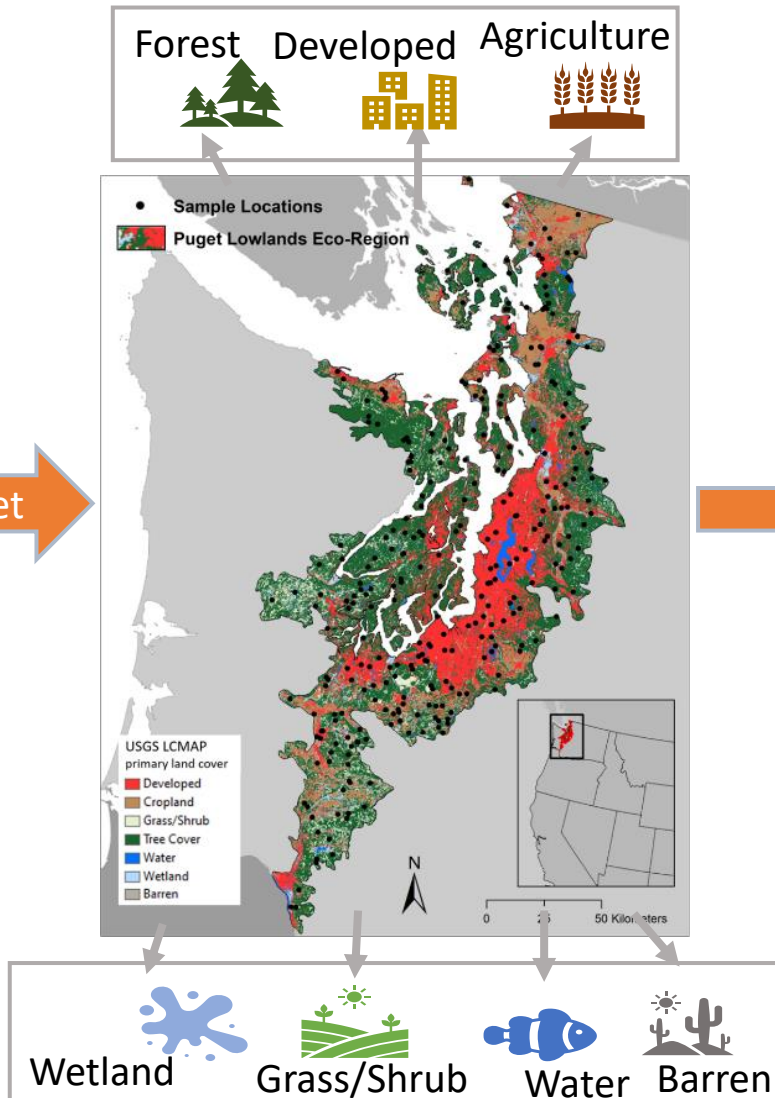 Forest Developed Agriculture
Sample Locations
Puget Lowlands Eco-Region
et
USGS LCMAP
primary land cover
Developed
Cropland
Grass/Shrub
Tree Cover
Water
Wetland
Barren
N
0 25 50 Kilometers
Wetland Grass/Shrub Water Barren